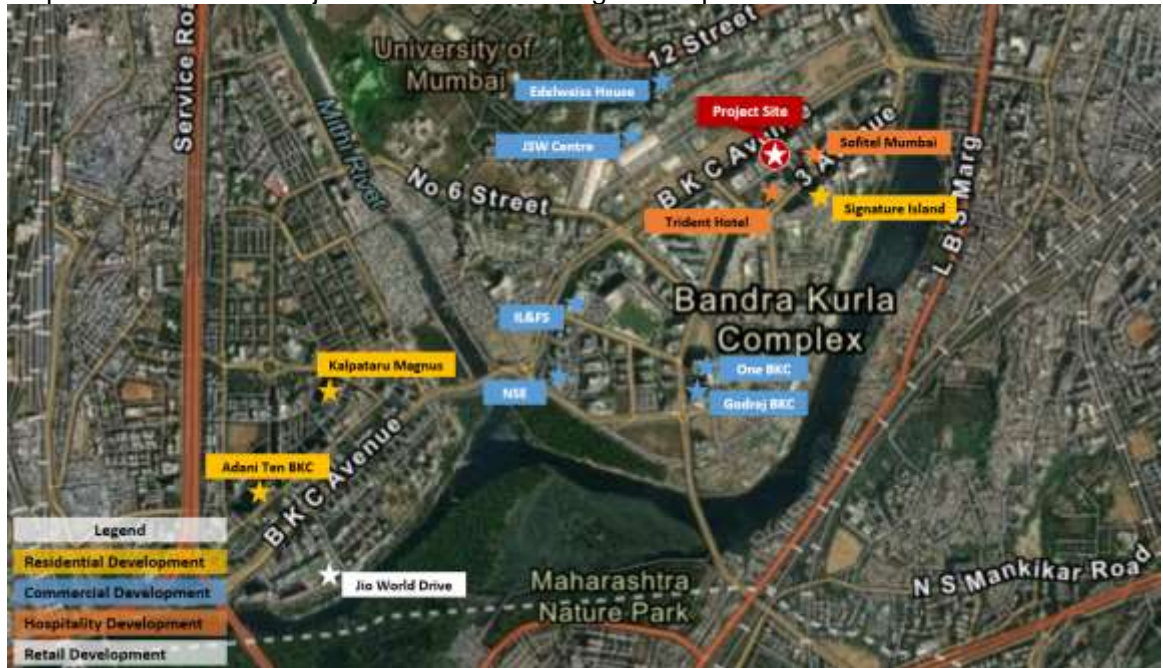 University of
Mumbai
12 Street
Service Ro
Edelweiss House
Project Site
Mithi River
JSW Centre
B K C Avenue
3 Avenue
Sofitel Mumbai
No 6 Street
Trident Hotel
Signature Island
L B S Marg
Bandra Kurla
Complex
IL&FS
Kalpataru Magnus
One BKC
NSE
Godrej BKC
Adani Ten BKC
B K C Avenue
Legend
Residential Development
Commercial Development
Hospitality Development
Retail Development
Jio World Drive
Maharashtra
Nature Park
N S Mankikar Road